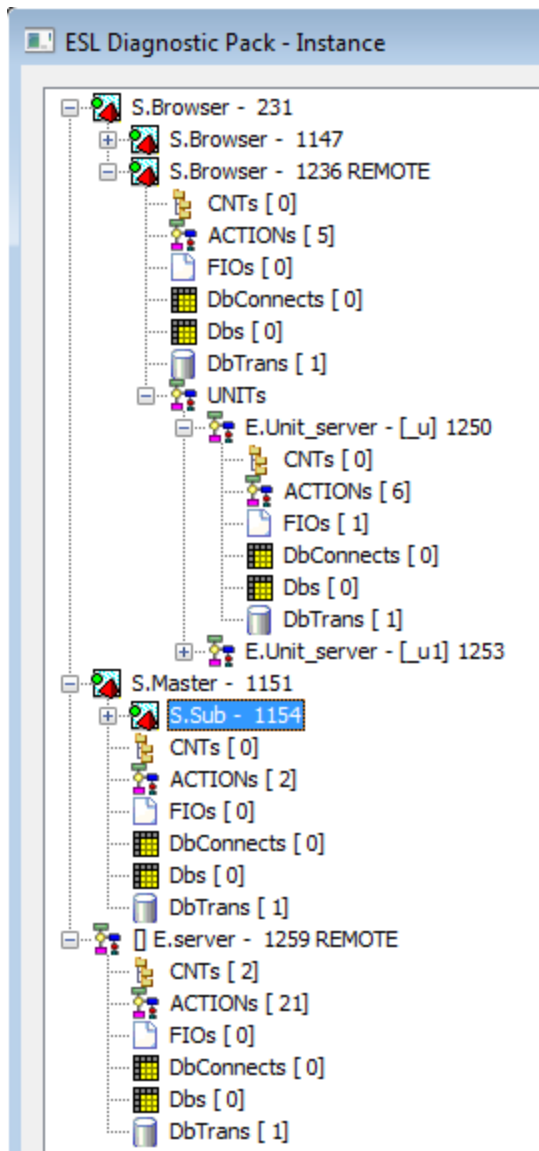 ESL Diagnostic Pack - Instance
S.Browser - 231
S.Browser - 1147
S.Browser - 1236 REMOTE
CNTs [ 0]
ACTIONs [ 5]
FIOs [ 0]
DbConnects [ 0]
Dbs [ 0]
DbTrans [ 1]
UNITs
E.Unit_server - [_u] 1250
CNTs [ 0]
ACTIONs [ 6]
FIOs [ 1]
DbConnects [ 0]
Dbs [ 0]
DbTrans [ 1]
E.Unit_server - [_u1] 1253
S.Master - 1151
S.Sub - 1154
CNTs [ 0]
ACTIONs [ 2]
FIOs [ 0]
DbConnects [ 0]
Dbs [ 0]
DbTrans [ 1]
[] E.server - 1259 REMOTE
CNTs [ 2]
ACTIONs [ 21]
FIOs [ 0]
DbConnects [ 0]
Dbs [ 0]
DbTrans [ 1]